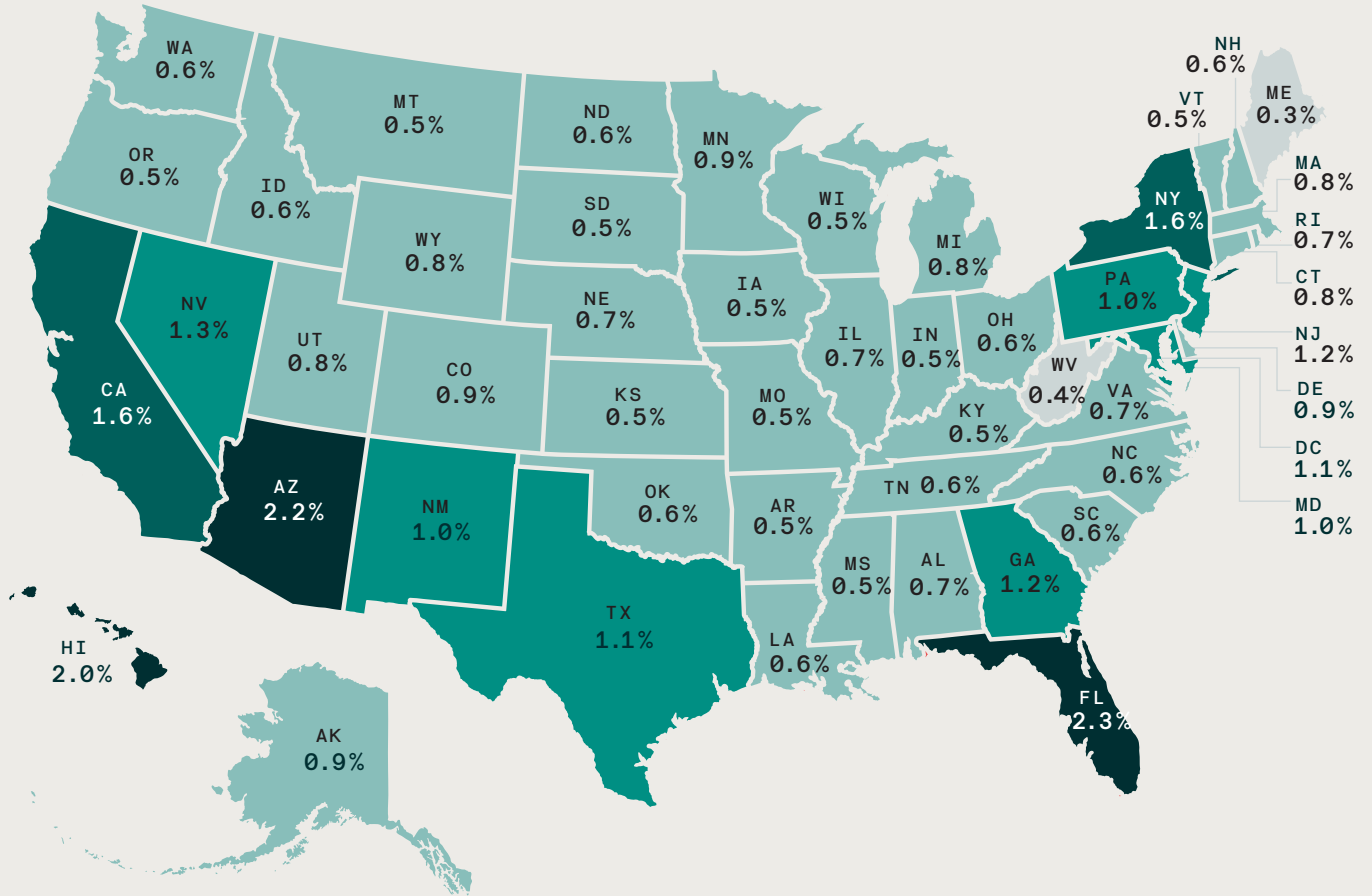 WA
0.6%
OR
0.5%
CA
1.6%
NV
1.3%
ID
0.6%
MT
0.5%
WY
0.8%
UT
0.8%
CO
0.9%
AZ
2.2%
NM
1.0%
ND
0.6%
SD
0.5%
NE
0.7%
KS
0.5%
OK
0.6%
TX
1.1%
MN
0.9%
IA
0.5%
MO
0.5%
AR
0.5%
LA
0.6%
WI
0.5%
IL
0.7%
MI
0.8%
IN
0.5%
OH
0.6%
KY
0.5%
TN 0.6%
MS
0.5%
AL
0.7%
GA
1.2%
FL
2.3%
SC
0.6%
NC
0.6%
VA
0.7%
WV
0.4%
PA
1.0%
NY
1.6%
VT
0.5%
NH
0.6%
ME
0.3%
MA
0.8%
RI
0.7%
CT
0.8%
NJ
1.2%
DE
0.9%
DC
1.1%
MD
1.0%
HI
2.0%
AK
0.9%